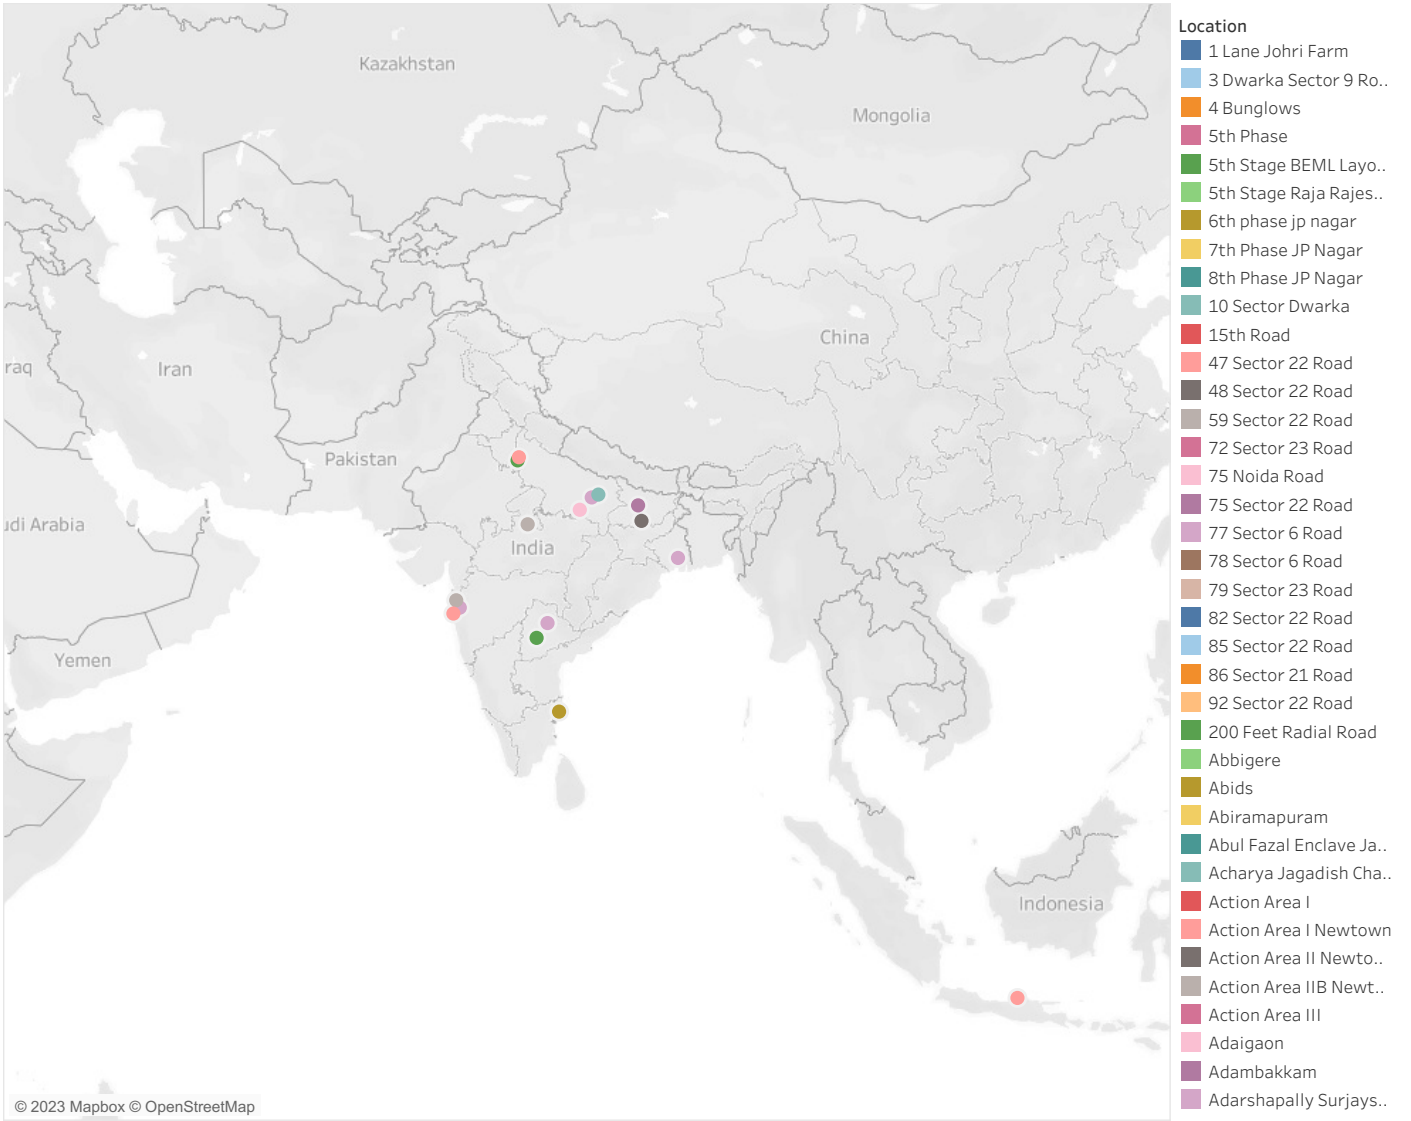 Kazakhstan
Mongolia
China
raq
Iran
Pakistan
udi Arabia
India
Yemen
Indonesia
© 2023 Mapbox © OpenStreetMap
Location
1 Lane Johri Farm
3 Dwarka Sector 9 Ro..
4 Bunglows
5th Phase
5th Stage BEML Layo..
5th Stage Raja Rajes..
6th phase jp nagar
7th Phase JP Nagar
8th Phase JP Nagar
10 Sector Dwarka
15th Road
47 Sector 22 Road
48 Sector 22 Road
59 Sector 22 Road
72 Sector 23 Road
75 Noida Road
75 Sector 22 Road
77 Sector 6 Road
78 Sector 6 Road
79 Sector 23 Road
82 Sector 22 Road
85 Sector 22 Road
86 Sector 21 Road
92 Sector 22 Road
200 Feet Radial Road
Abbigere
Abids
Abiramapuram
Abul Fazal Enclave Ja..
Acharya Jagadish Cha..
Action Area I
Action Area I Newtown
Action Area II Newto..
Action Area IIB Newt..
Action Area III
Adaigaon
Adambakkam
Adarshapally Surjays..